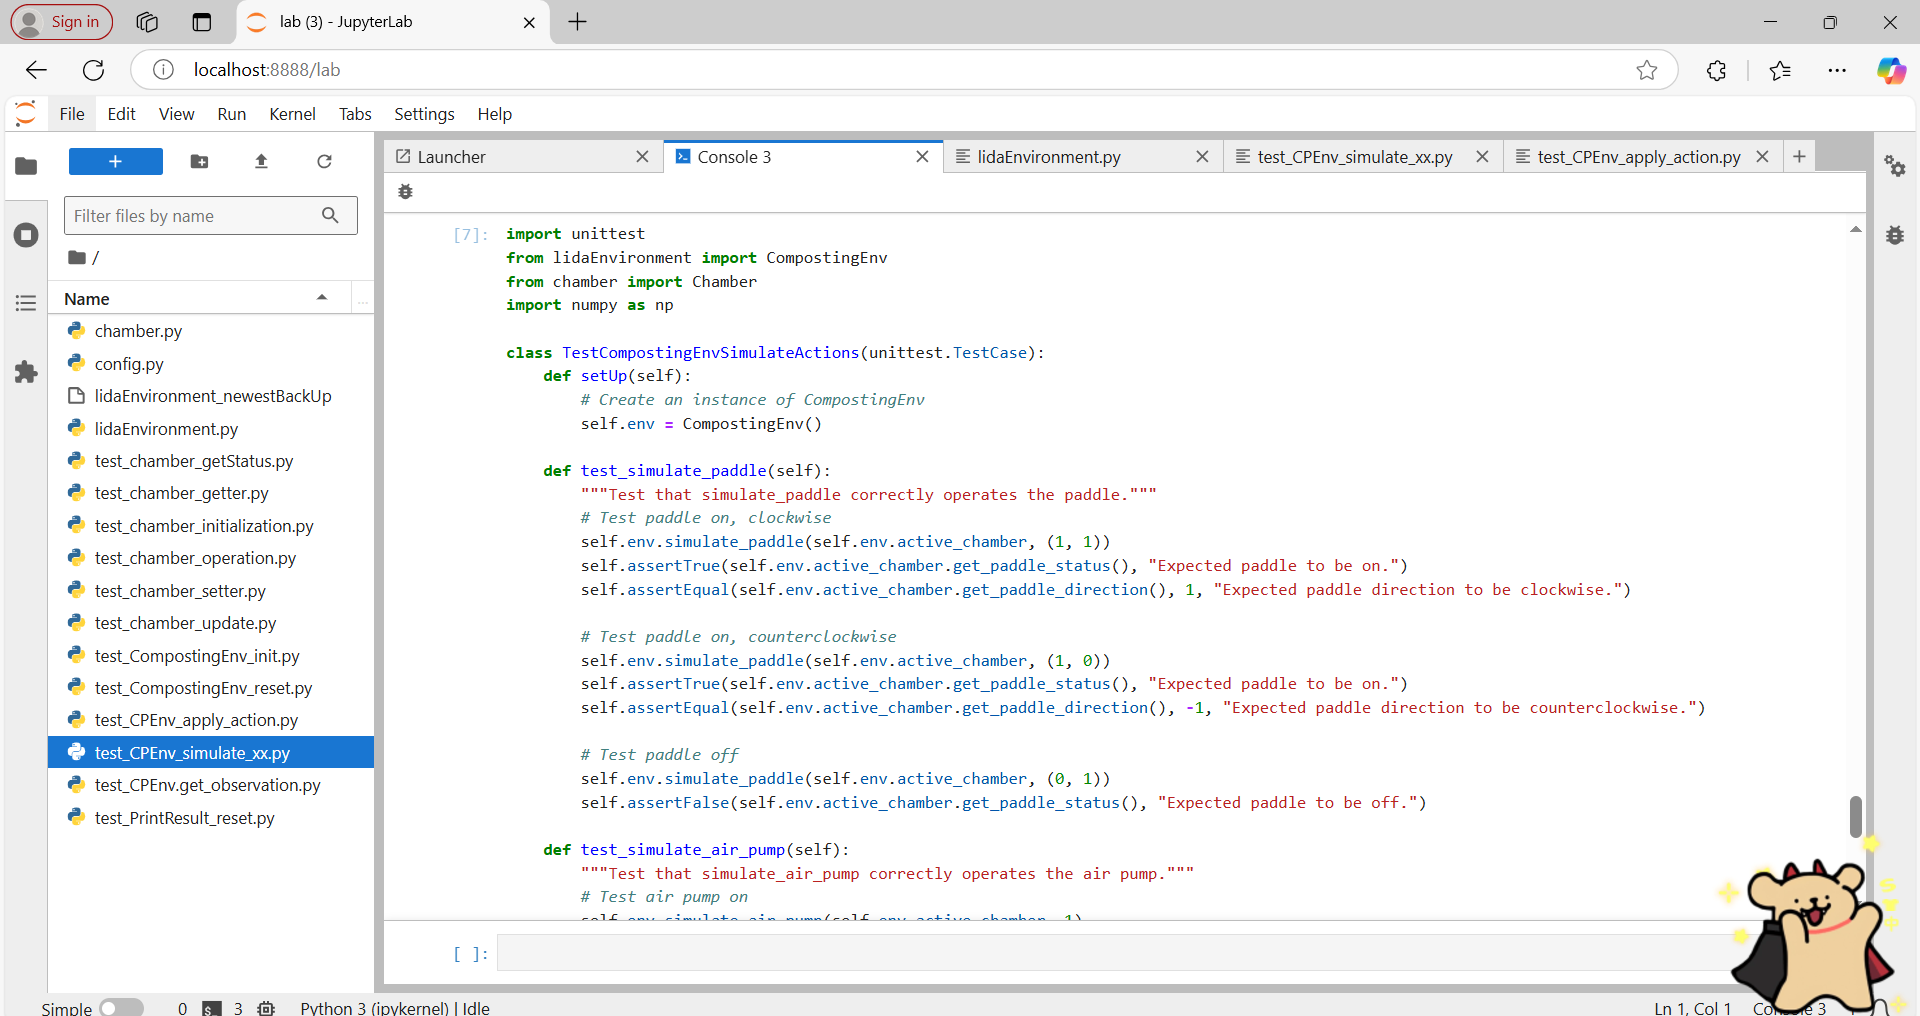 Sign in
lab (3) - JupyterLab
localhost:8888/lab
File Edit View Run Kernel Tabs Settings Help
Filter files by name
/
Name
...
chamber.py
config.py
lidaEnvironment_newestBackUp
lidaEnvironment.py
test_chamber_getStatus.py
test_chamber_getter.py
test_chamber_initialization.py
test_chamber_operation.py
test_chamber_setter.py
test_chamber_update.py
test_CompostingEnv_init.py
test_CompostingEnv_reset.py
test_CPEnv_apply_action.py
test_CPEnv_simulate_xx.py
test_CPEnv.get_observation.py
test_PrintResult_reset.py
Launcher
Console 3
lidaEnvironment.py
test_CPEnv_simulate_xx.py
test_CPEnv_apply_action.py
[7]: import unittest
from lidaEnvironment import CompostingEnv
from chamber import Chamber
import numpy as np
class TestCompostingEnvSimulateActions(unittest.TestCase):
def setUp(self):
# Create an instance of CompostingEnv
self.env = CompostingEnv()
def test_simulate_paddle(self):
"""Test that simulate_paddle correctly operates the paddle."""
# Test paddle on, clockwise
self.env.simulate_paddle(self.env.active_chamber, (1, 1))
self.assertTrue(self.env.active_chamber.get_paddle_status(), "Expected paddle to be on.")
self.assertEqual(self.env.active_chamber.get_paddle_direction(), 1, "Expected paddle direction to be clockwise.")
# Test paddle on, counterclockwise
self.env.simulate_paddle(self.env.active_chamber, (1, 0))
self.assertTrue(self.env.active_chamber.get_paddle_status(), "Expected paddle to be on.")
self.assertEqual(self.env.active_chamber.get_paddle_direction(), -1, "Expected paddle direction to be counterclockwise.")
# Test paddle off
self.env.simulate_paddle(self.env.active_chamber, (0, 1))
self.assertFalse(self.env.active_chamber.get_paddle_status(), "Expected paddle to be off.")
def test_simulate_air_pump(self):
"""Test that simulate_air_pump correctly operates the air pump."""
# Test air pump on
self.env.simulate_air_pump(self.env.active_chamber, 1)
[ ]:
Simple 0 3 Python 3 (ipykernel) | Idle
Ln 1, Col 1